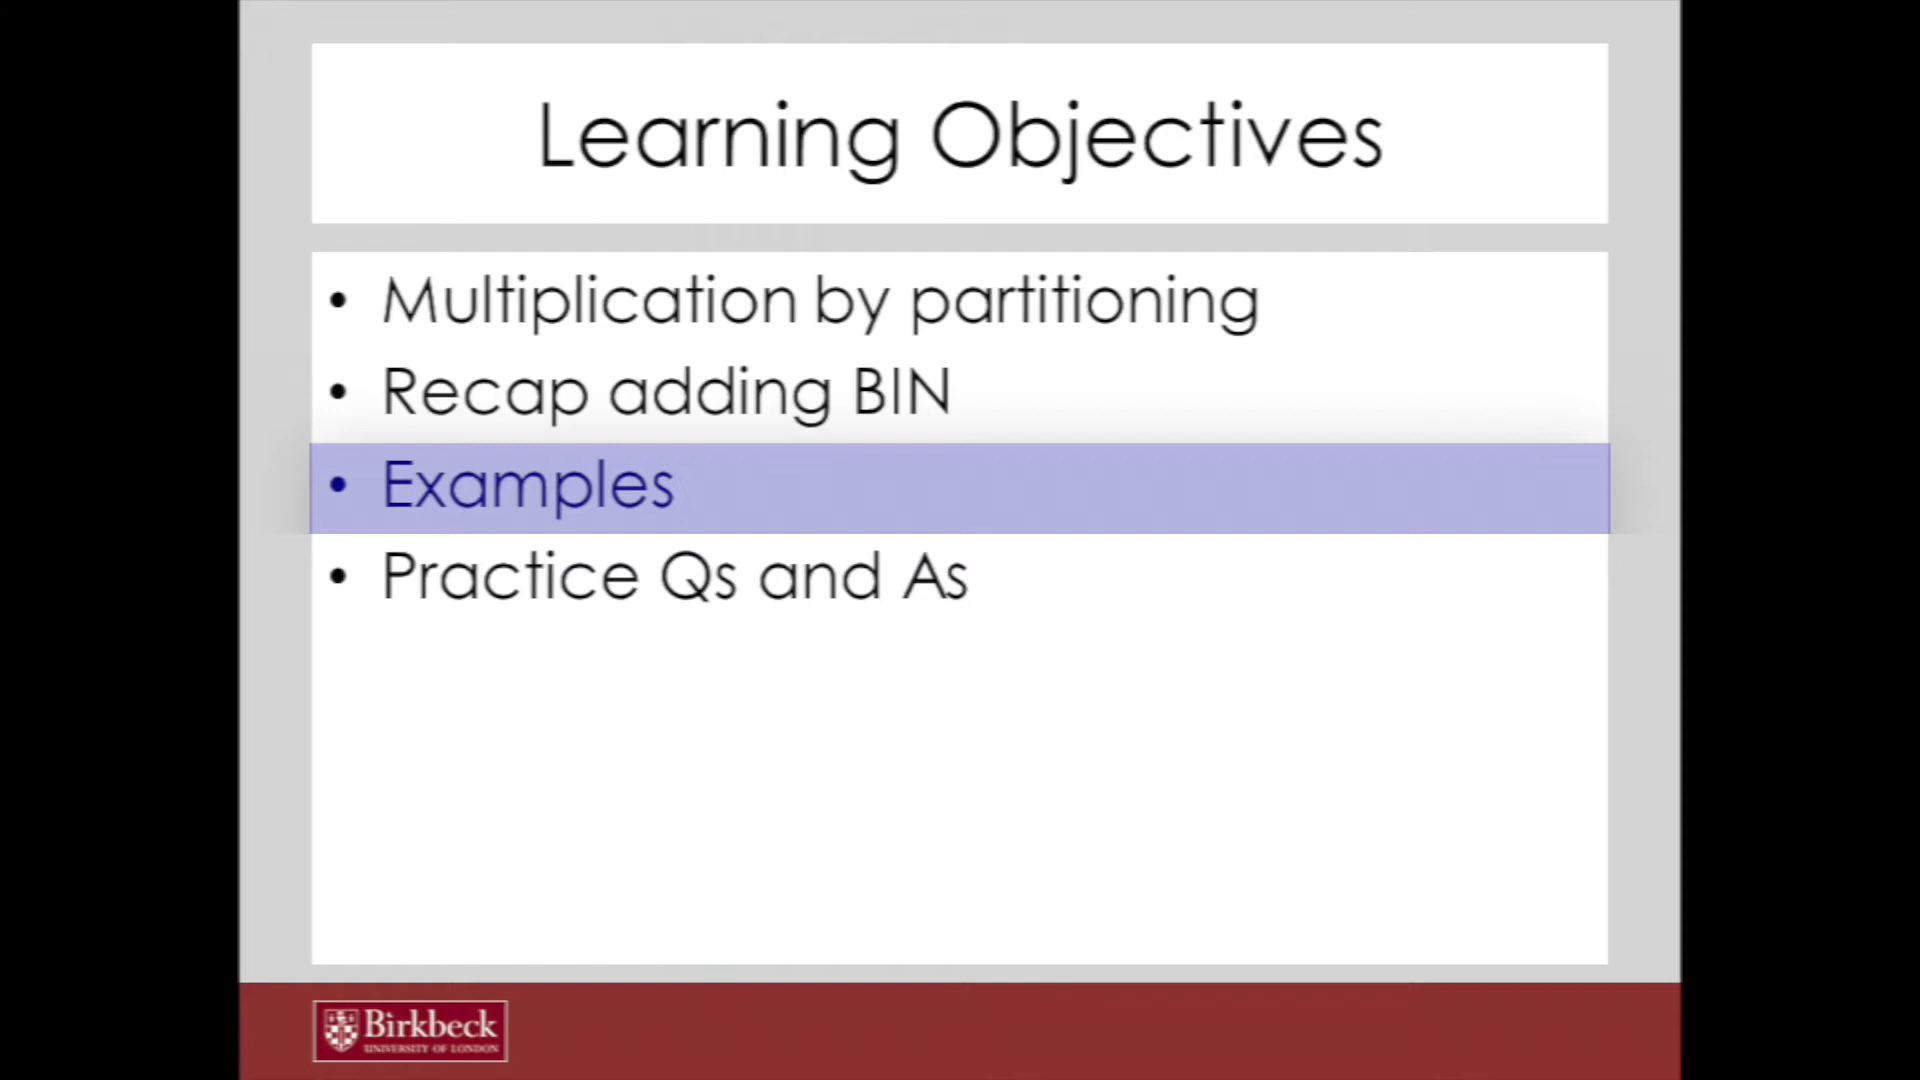 Learning Objectives
• Multiplication by partitioning
• Recap adding BIN
• Examples
• Practice Qs and As
Birkbeck
UNIVERSITY OF LONDON